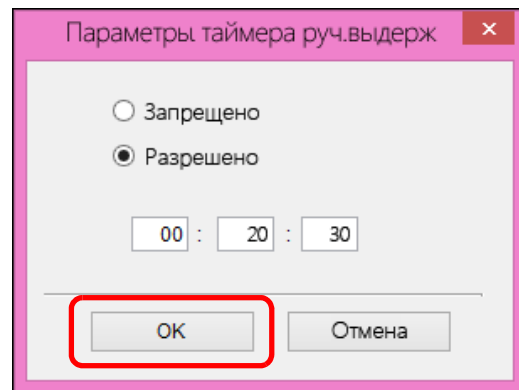 Параметры таймера руч.выдерж
Запрещено
Разрешено
00 : 20 : 30
OK Отмена